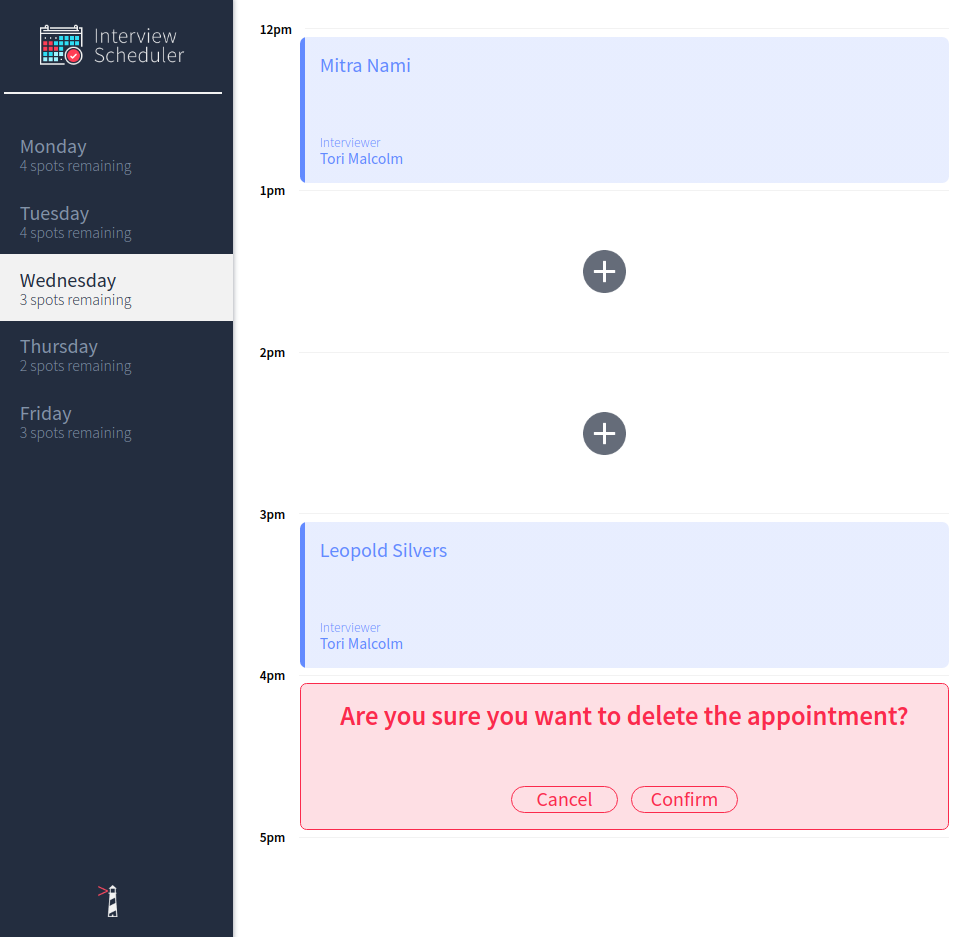 Interview
Scheduler
Monday
4 spots remaining
Tuesday
4 spots remaining
Wednesday
3 spots remaining
Thursday
2 spots remaining
Friday
3 spots remaining
12pm
Mitra Nami
Interviewer
Tori Malcolm
1pm
2pm
3pm
Leopold Silvers
Interviewer
Tori Malcolm
4pm
Are you sure you want to delete the appointment?
Cancel Confirm
5pm